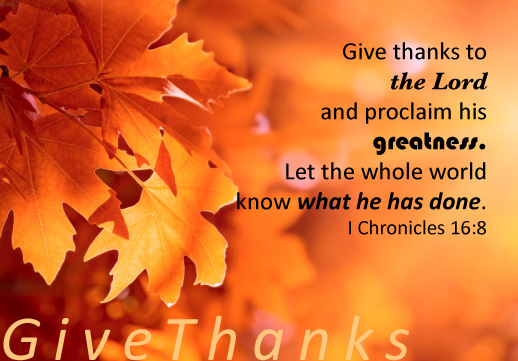 Give thanks to
the Lord
and proclaim his
greatness.
Let the whole world
know what he has done.
I Chronicles 16:8
GiveThanks